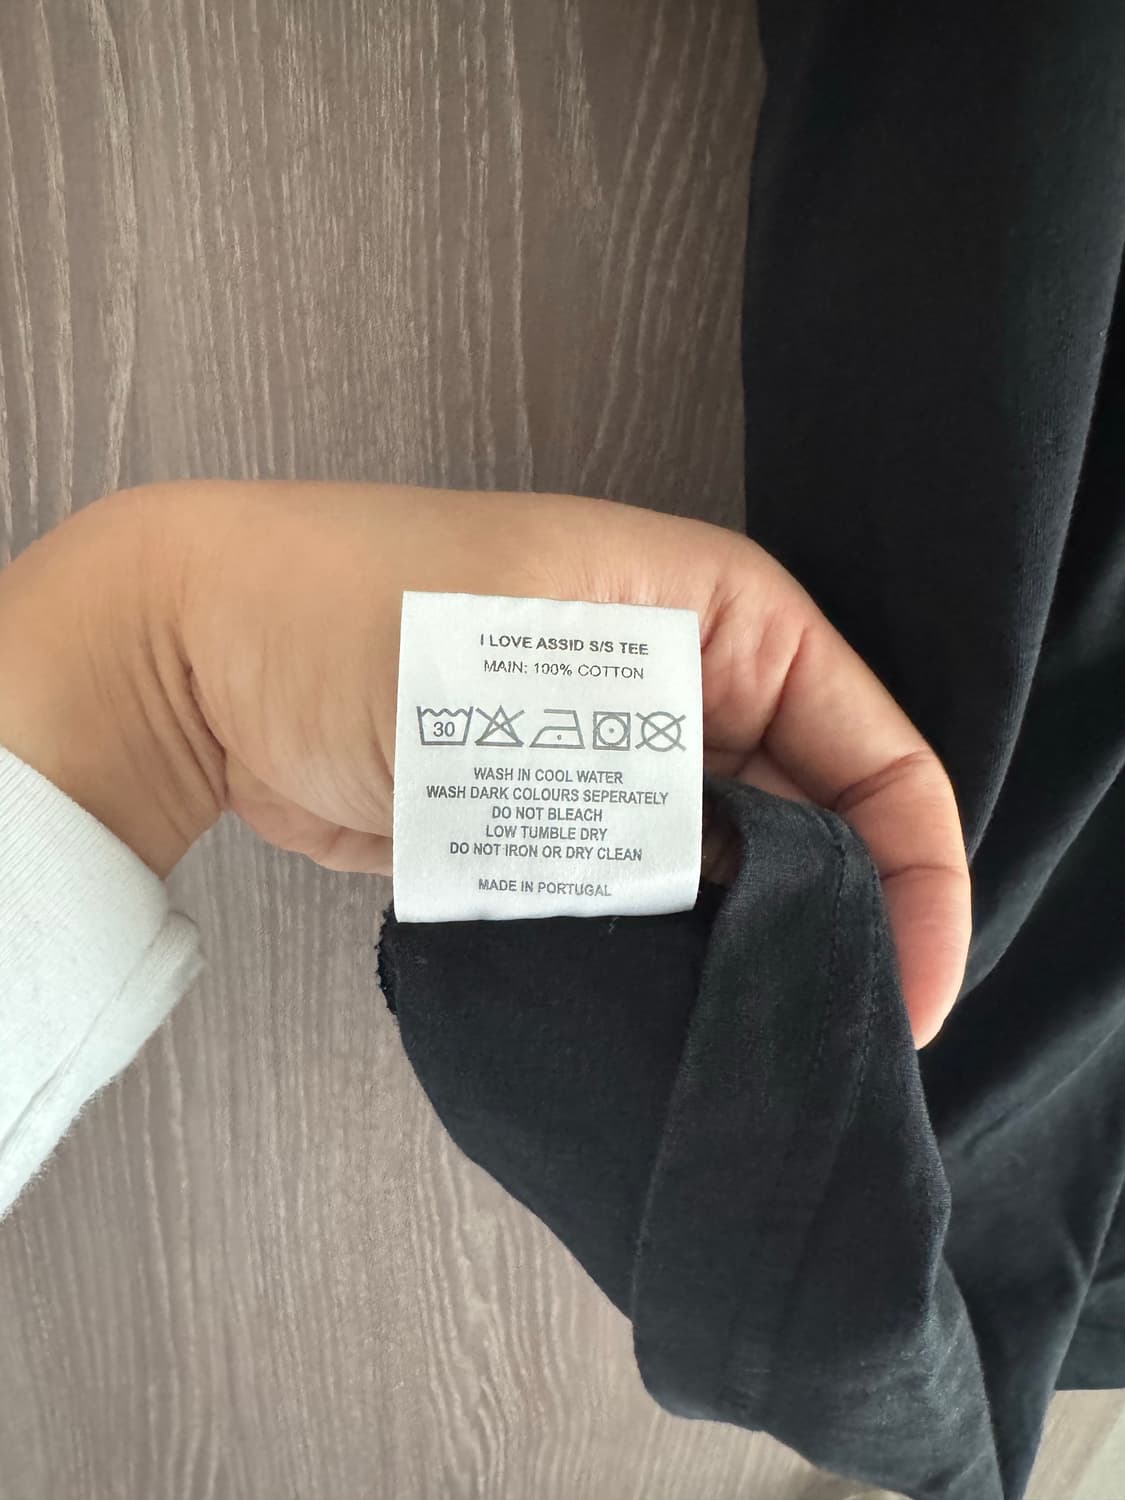 I LOVE ASSID S/S TEE
MAIN: 100% COTTON
30
WASH IN COOL WATER
WASH DARK COLOURS SEPERATELY
DO NOT BLEACH
LOW TUMBLE DRY
DO NOT IRON OR DRY CLEAN
MADE IN PORTUGAL